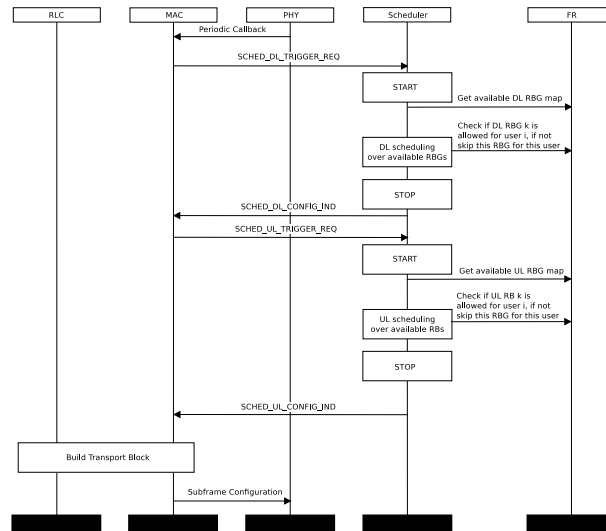 RLC
MAC
PHY
Scheduler
FR
Periodic Callback
SCHED_DL_TRIGGER_REQ
START
Get available DL RBG map
Check if DL RBG k is
allowed for user i, if not
skip this RBG for this user
DL scheduling
over available RBGs
STOP
SCHED_DL_CONFIG_IND
SCHED_UL_TRIGGER_REQ
START
Get available UL RBG map
Check if UL RB k is
allowed for user i, if not
skip this RBG for this user
UL scheduling
over available RBs
STOP
SCHED_UL_CONFIG_IND
Build Transport Block
Subframe Configuration